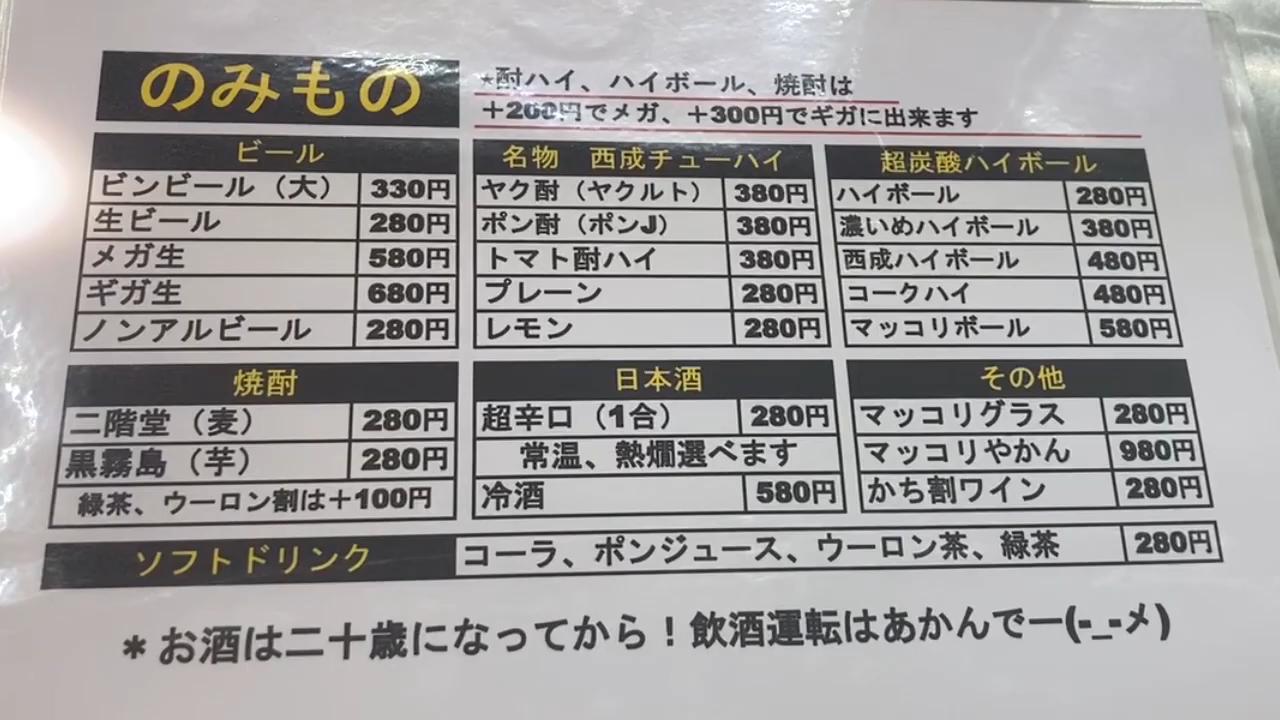 のみもの
*酎ハイ、ハイボール、焼酎は
+200円でメガ、+300円でギガに出来ます
ビール
ビンビール（大） 330円
生ビール 280円
メガ生 580円
ギガ生 680円
ノンアルビール 280円
名物 西成チューハイ
ヤク酎（ヤクルト） 380円
ポン酎（ポンJ） 380円
トマト酎ハイ 380円
プレーン 280円
レモン 280円
超炭酸ハイボール
ハイボール 280円
濃いめハイボール 380円
西成ハイボール 480円
コークハイ 480円
マッコリボール 580円
焼酎
二階堂（麦） 280円
黒霧島（芋） 280円
緑茶、ウーロン割は+100円
日本酒
超辛口（1合） 280円
常温、熱燗選べます
冷酒 580円
その他
マッコリグラス 280円
マッコリやかん 980円
かち割ワイン 280円
ソフトドリンク コーラ、ポンジュース、ウーロン茶、緑茶 280円
*お酒は二十歳になってから！飲酒運転はあかんでー(-_-メ)